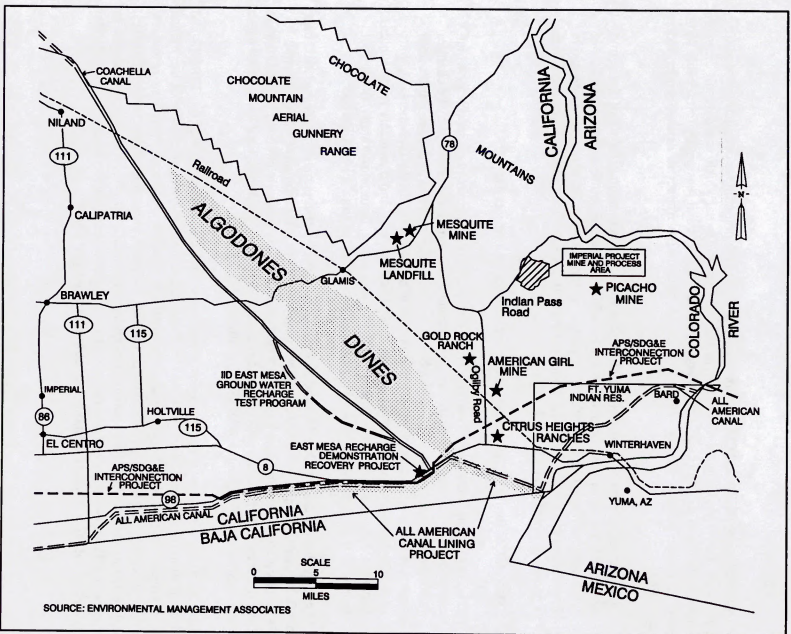 COACHELLA
CANAL
CHOCOLATE
MOUNTAIN
AERIAL
GUNNERY
RANGE
CHOCOLATE
MOUNTAINS
CALIFORNIA
ARIZONA
78
NILAND
111
Railroad
CALIPATRIA
ALGODONES
DUNES
MESQUITE
MINE
MESQUITE
LANDFILL
GLAMIS
-N-
IMPERIAL PROJECT
MINE AND PROCESS
AREA
PICACHO
MINE
Indian Pass
Road
COLORADO
RIVER
BRAWLEY
111
115
GOLD ROCK
RANCH
Ogilby Road
AMERICAN GIRL
MINE
APS/SDG&E
INTERCONNECTION
PROJECT
FT. YUMA
INDIAN RES.
BARD
ALL
AMERICAN
CANAL
IID EAST MESA
GROUND WATER
RECHARGE
TEST PROGRAM
IMPERIAL
86
HOLTVILLE
115
EL CENTRO
CITRUS HEIGHTS
RANCHES
WINTERHAVEN
EAST MESA RECHARGE
DEMONSTRATION
RECOVERY PROJECT
8
APS/SDG&E
INTERCONNECTION
PROJECT
98
YUMA, AZ
ALL AMERICAN CANAL
CALIFORNIA
BAJA CALIFORNIA
ALL AMERICAN
CANAL LINING
PROJECT
ARIZONA
MEXICO
SCALE
0 5 10
MILES
SOURCE: ENVIRONMENTAL MANAGEMENT ASSOCIATES